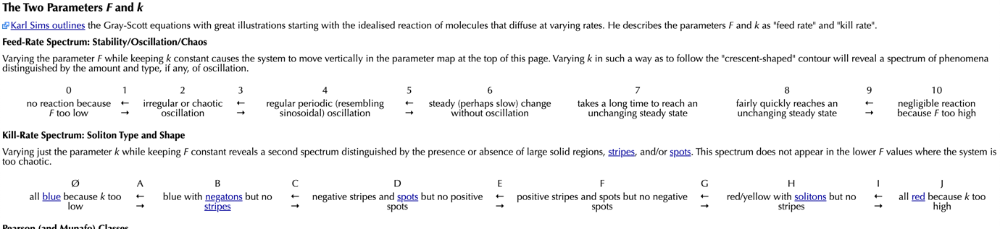 The Two Parameters F and k
Karl Sims outlines the Gray-Scott equations with great illustrations starting with the idealised reaction of molecules that diffuse at varying rates. He describes the parameters F and k as "feed rate" and "kill rate".
Feed-Rate Spectrum: Stability/Oscillation/Chaos
Varying the parameter F while keeping k constant causes the system to move vertically in the parameter map at the top of this page. Varying k in such a way as to follow the "crescent-shaped" contour will reveal a spectrum of phenomena
distinguished by the amount and type, if any, of oscillation.
0 1 2 3 4 5 6 7 8 9 10
no reaction because ← irregular or chaotic ← regular periodic (resembling ← steady (perhaps slow) change takes a long time to reach an fairly quickly reaches an ← negligible reaction
F too low → oscillation → sinusoidal) oscillation → without oscillation unchanging steady state unchanging steady state → because F too high
Kill-Rate Spectrum: Soliton Type and Shape
Varying just the parameter k while keeping F constant reveals a second spectrum distinguished by the presence or absence of large solid regions, stripes, and/or spots. This spectrum does not appear in the lower F values where the system is
too chaotic.
Ø A B C D E F G H I J
all blue because k too ← blue with negatons but no ← negative stripes and spots but no positive ← positive stripes and spots but no negative ← red/yellow with solitons but no ← all red because k too
low → stripes → spots → spots → stripes → high
Pearson (and Munafo) Classes